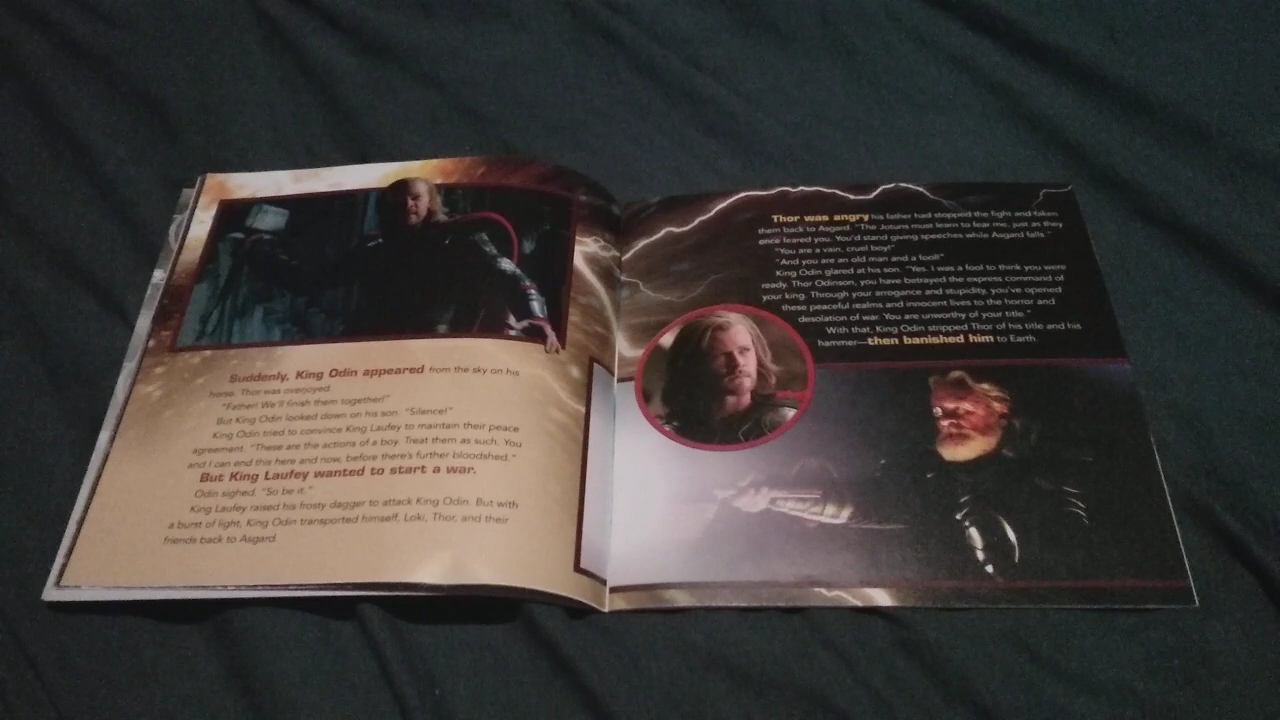 Suddenly, King Odin appeared from the sky on his
horse. Thor was overjoyed.
"Father! We'll finish them together!"
But King Odin looked down on his son. "Silence!"
King Odin tried to convince King Laufey to maintain their peace
agreement. "These are the actions of a boy. Treat them as such. You
and I can end this here and now, before there's further bloodshed."
But King Laufey wanted to start a war.
Odin sighed. "So be it."
King Laufey raised his frosty dagger to attack King Odin. But with
a burst of light, King Odin transported himself, Loki, Thor, and their
friends back to Asgard.
Thor was angry his father had stopped the fight and taken
them back to Asgard. "The Jotuns must learn to fear me, just as they
once feared you. You'd stand giving speeches while Asgard falls."
"You are a vain, cruel boy!"
"And you are an old man and a fool!"
King Odin glared at his son. "Yes. I was a fool to think you were
ready. Thor Odinson, you have betrayed the express command of
your king. Through your arrogance and stupidity, you've opened
these peaceful realms and innocent lives to the horror and
desolation of war. You are unworthy of your title."
With that, King Odin stripped Thor of his title and his
hammer—then banished him to Earth.